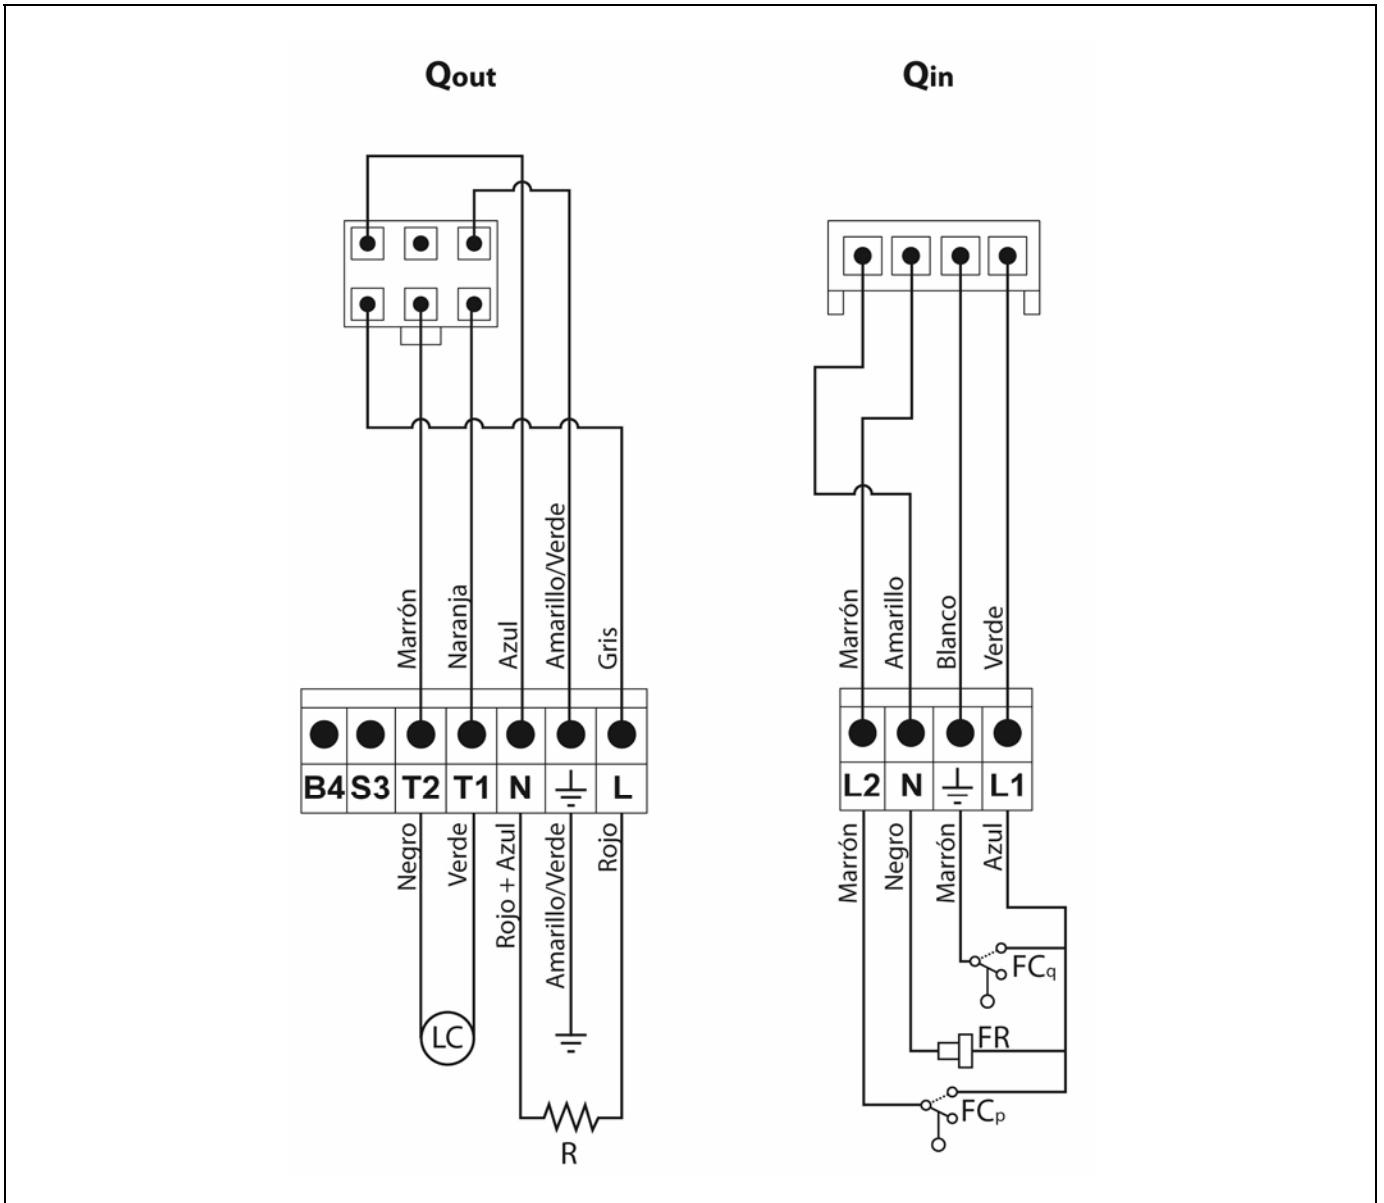 Qout
Qin
Marrón
Naranja
Azul
Amarillo/Verde
Gris
Marrón
Amarillo
Blanco
Verde
B4 S3 T2 T1 N L
L2 N L1
Negro
Verde
Rojo + Azul
Amarillo/Verde
Rojo
Marrón
Negro
Marrón
Azul
FCq
LC
FR
FCp
R